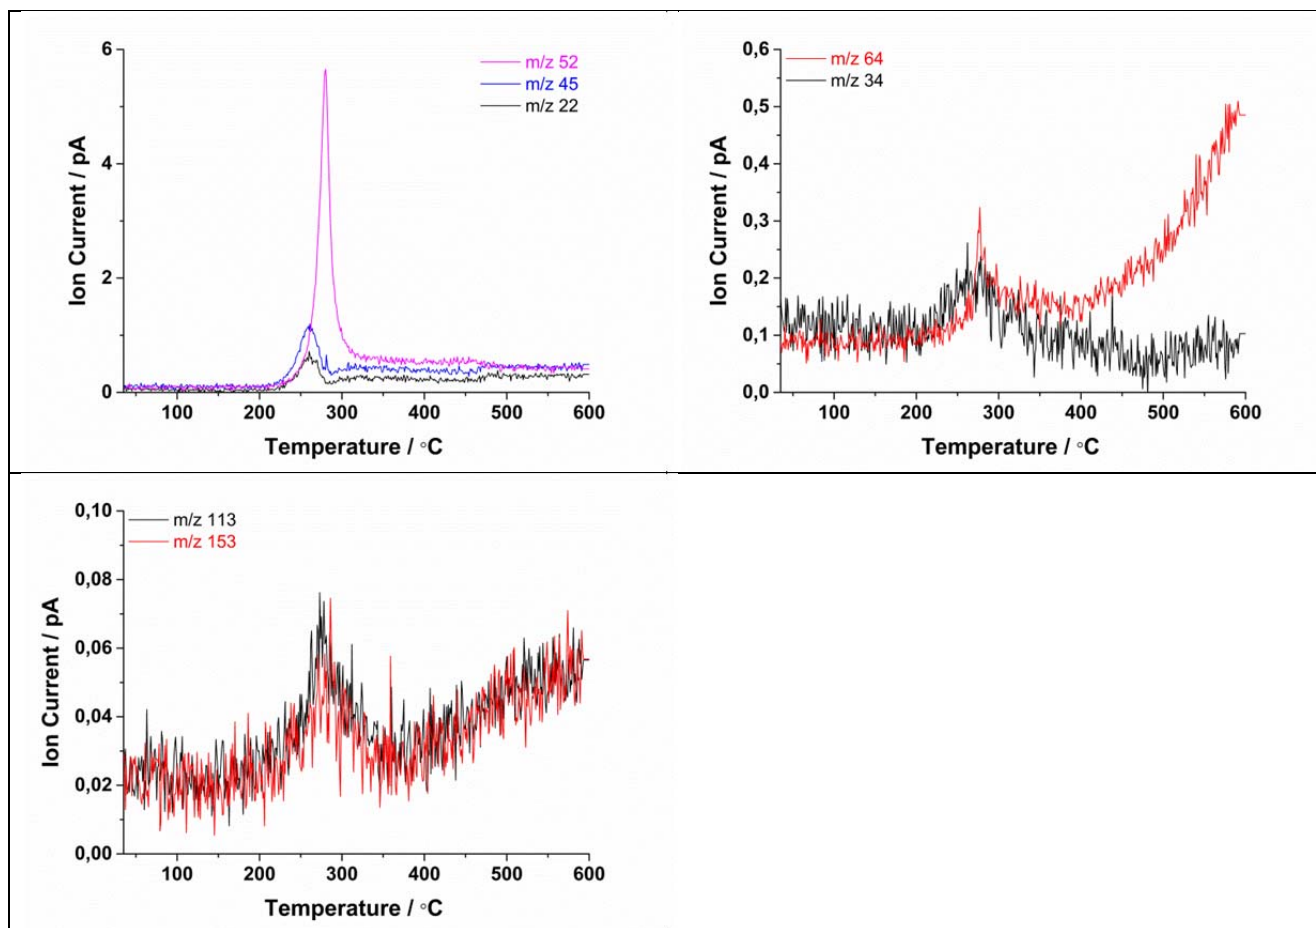 6
4
2
0
Ion Current / pA
m/z 52
m/z 45
m/z 22
100 200 300 400 500 600
Temperature / °C
0,6
0,5
0,4
0,3
0,2
0,1
0,0
Ion Current / pA
m/z 64
m/z 34
100 200 300 400 500 600
Temperature / °C
0,10
0,08
0,06
0,04
0,02
0,00
Ion Current / pA
m/z 113
m/z 153
100 200 300 400 500 600
Temperature / °C